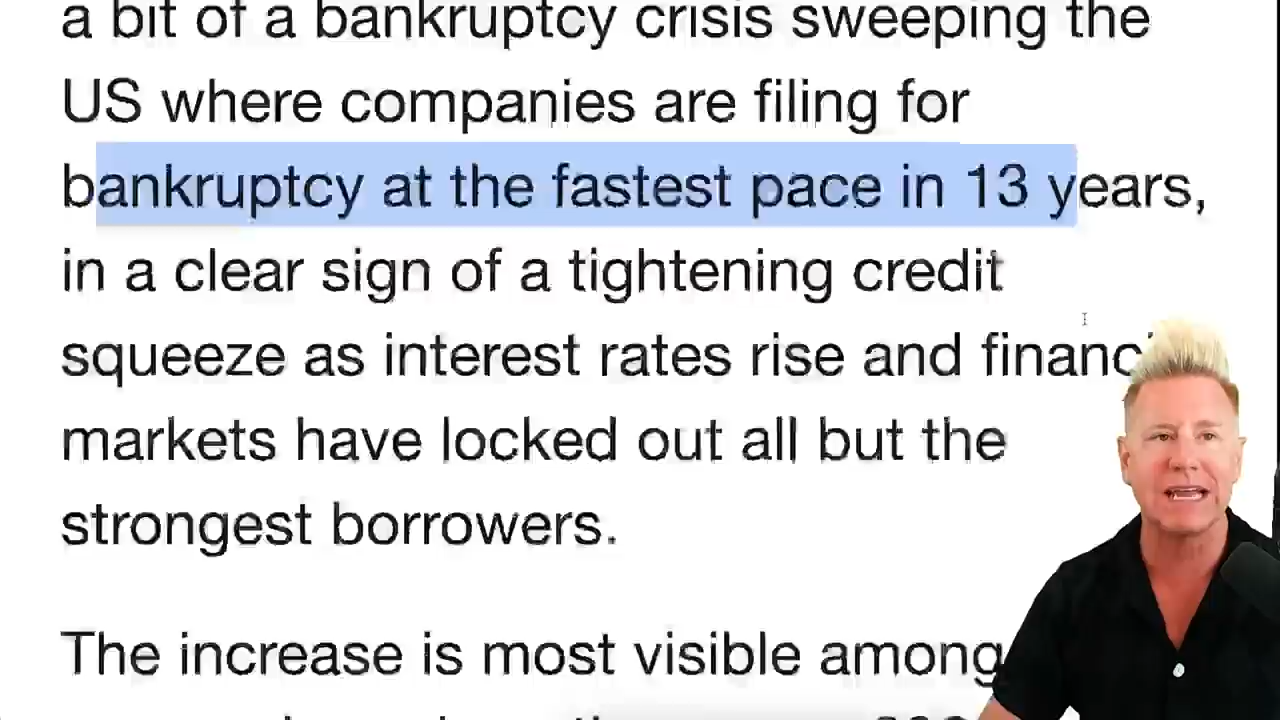 a bit of a bankruptcy crisis sweeping the
US where companies are filing for
bankruptcy at the fastest pace in 13 years,
in a clear sign of a tightening credit
squeeze as interest rates rise and
markets have locked out all but the
strongest borrowers.
The increase is most visible among